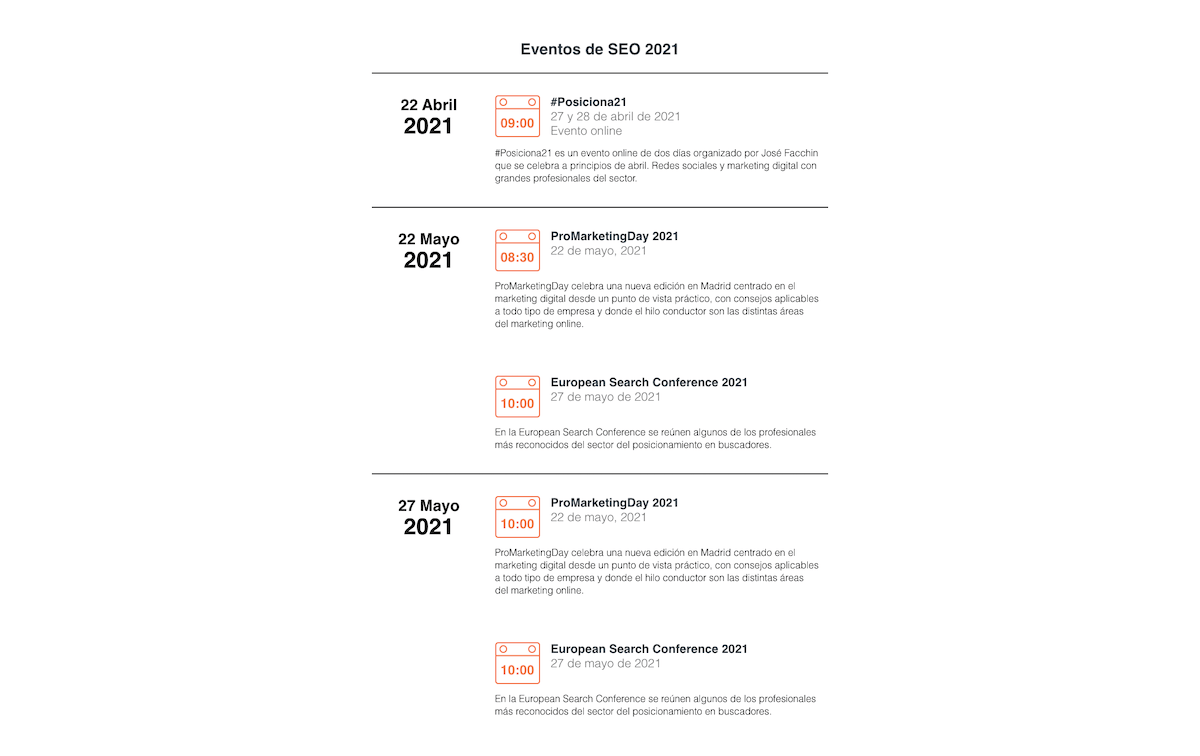 Eventos de SEO 2021
22 Abril
2021
09:00
#Posiciona21
27 y 28 de abril de 2021
Evento online
#Posiciona21 es un evento online de dos días organizado por José Facchin
que se celebra a principios de abril. Redes sociales y marketing digital con
grandes profesionales del sector.
22 Mayo
2021
08:30
ProMarketingDay 2021
22 de mayo, 2021
ProMarketingDay celebra una nueva edición en Madrid centrado en el
marketing digital desde un punto de vista práctico, con consejos aplicables
a todo tipo de empresa y donde el hilo conductor son las distintas áreas
del marketing online.
10:00
European Search Conference 2021
27 de mayo de 2021
En la European Search Conference se reúnen algunos de los profesionales
más reconocidos del sector del posicionamiento en buscadores.
27 Mayo
2021
10:00
ProMarketingDay 2021
22 de mayo, 2021
ProMarketingDay celebra una nueva edición en Madrid centrado en el
marketing digital desde un punto de vista práctico, con consejos aplicables
a todo tipo de empresa y donde el hilo conductor son las distintas áreas
del marketing online.
10:00
European Search Conference 2021
27 de mayo de 2021
En la European Search Conference se reúnen algunos de los profesionales
más reconocidos del sector del posicionamiento en buscadores.